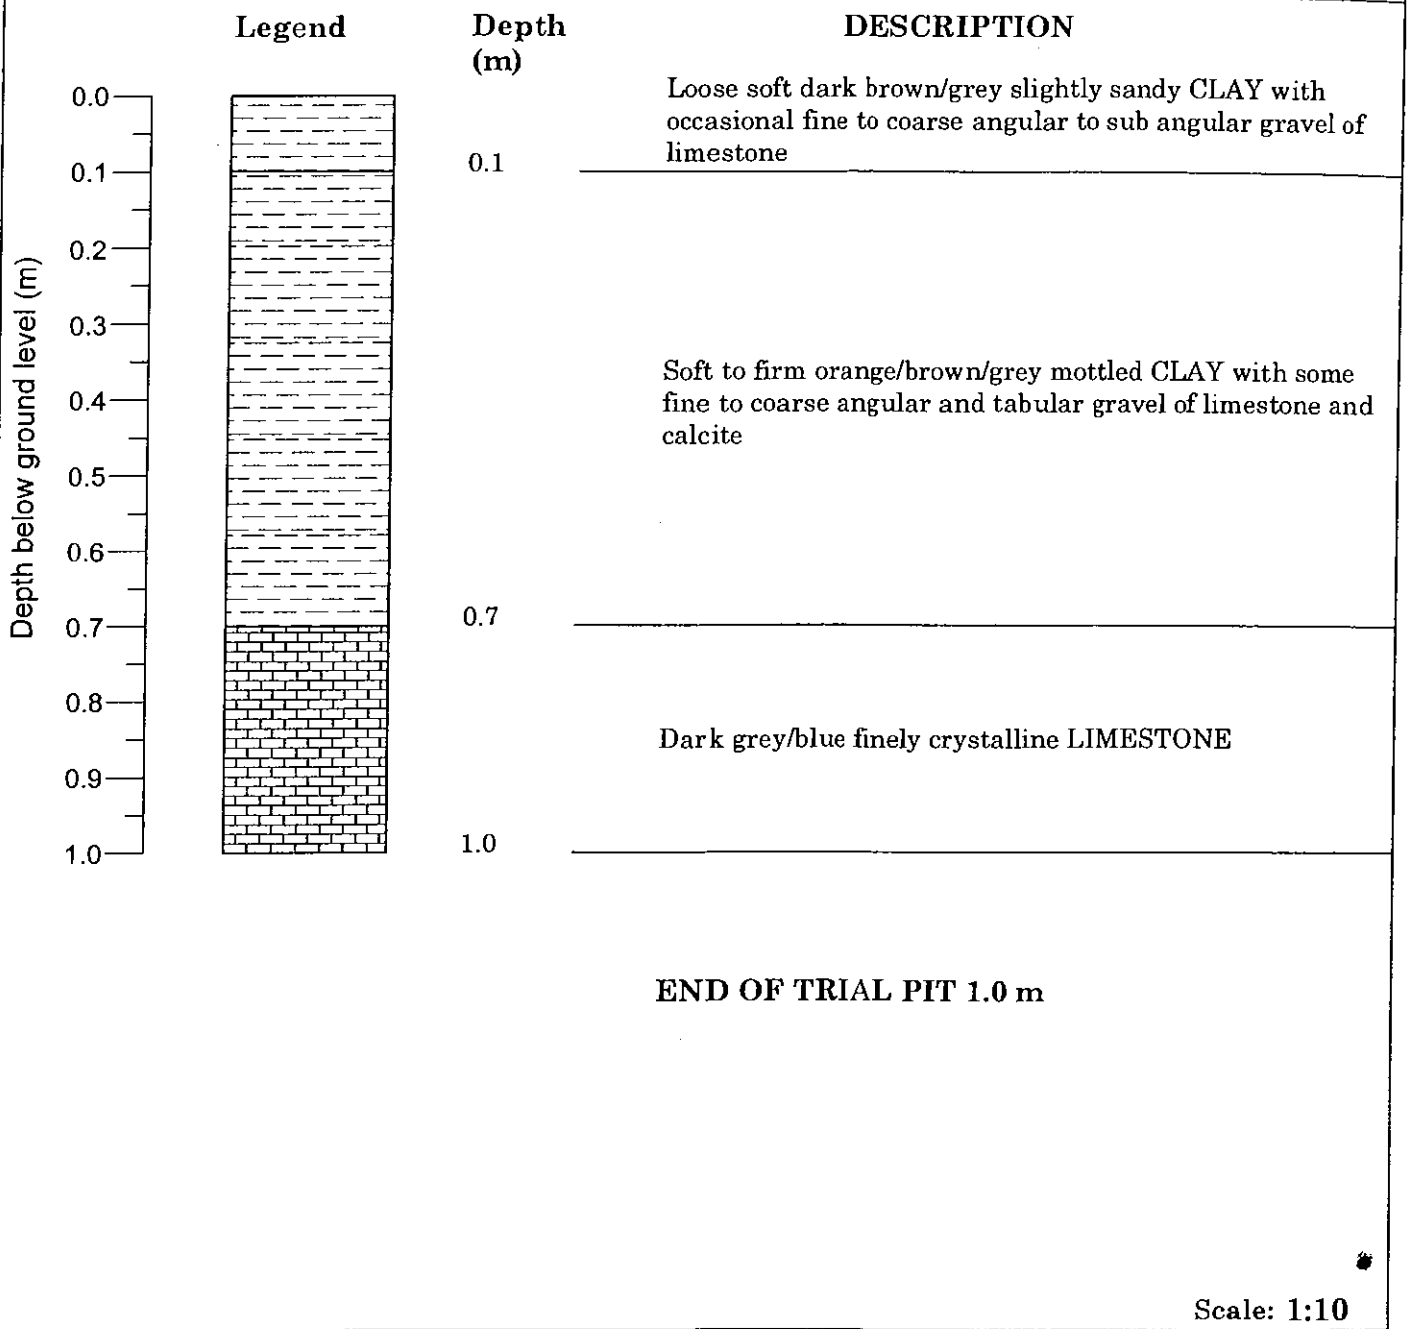 Legend Depth DESCRIPTION
(m)
Loose soft dark brown/grey slightly sandy CLAY with
occasional fine to coarse angular to sub angular gravel of
limestone
0.1
Soft to firm orange/brown/grey mottled CLAY with some
fine to coarse angular and tabular gravel of limestone and
calcite
0.7
Dark grey/blue finely crystalline LIMESTONE
1.0
Depth below ground level (m)
0.0
0.1
0.2
0.3
0.4
0.5
0.6
0.7
0.8
0.9
1.0
END OF TRIAL PIT 1.0 m
Scale: 1:10